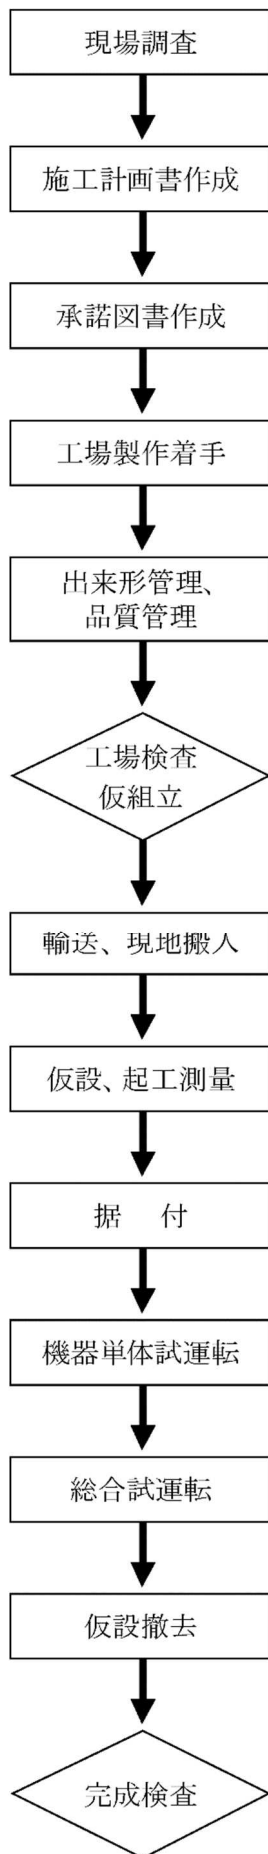 現場調査
施工計画書作成
承諾図書作成
工場製作着手
出来形管理、
品質管理
工場検査
仮組立
輸送、現地搬人
仮設、起工測量
据　付
機器単体試運転
総合試運転
仮設撤去
完成検査